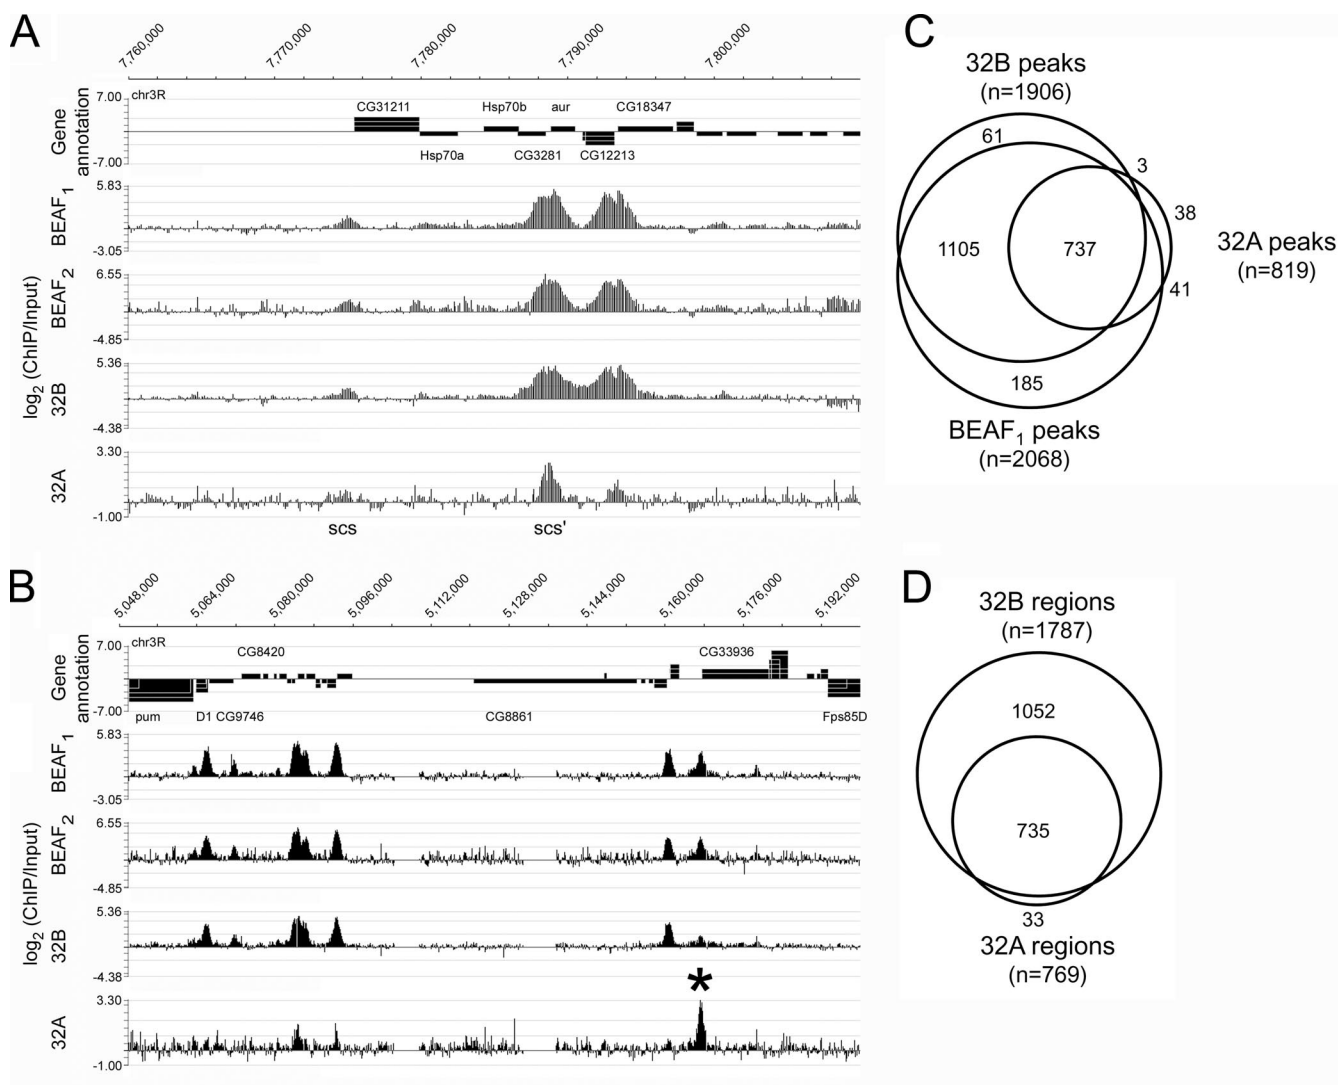 A
7,760,000 7,770,000 7,780,000 7,790,000 7,800,000
Gene annotation
7.00
-7.00
chr3R
CG31211 Hsp70b aur CG18347
Hsp70a CG3281 CG12213
log2 (ChIP/Input)
BEAF1
5.83
-3.05
BEAF2
6.55
-4.85
32B
5.36
-4.38
32A
3.30
-1.00
scs scs'
B
5,048,000 5,064,000 5,080,000 5,096,000 5,112,000 5,128,000 5,144,000 5,160,000 5,176,000 5,192,000
Gene annotation
7.00
-7.00
chr3R
CG8420 CG33936
pum D1 CG9746 CG8861 Fps85D
log2 (ChIP/Input)
BEAF1
5.83
-3.05
BEAF2
6.55
-4.85
32B
5.36
-4.38
*
32A
3.30
-1.00
C
32B peaks
(n=1906)
61
3
38
1105
737
41
185
32A peaks
(n=819)
BEAF1 peaks
(n=2068)
D
32B regions
(n=1787)
1052
735
33
32A regions
(n=769)